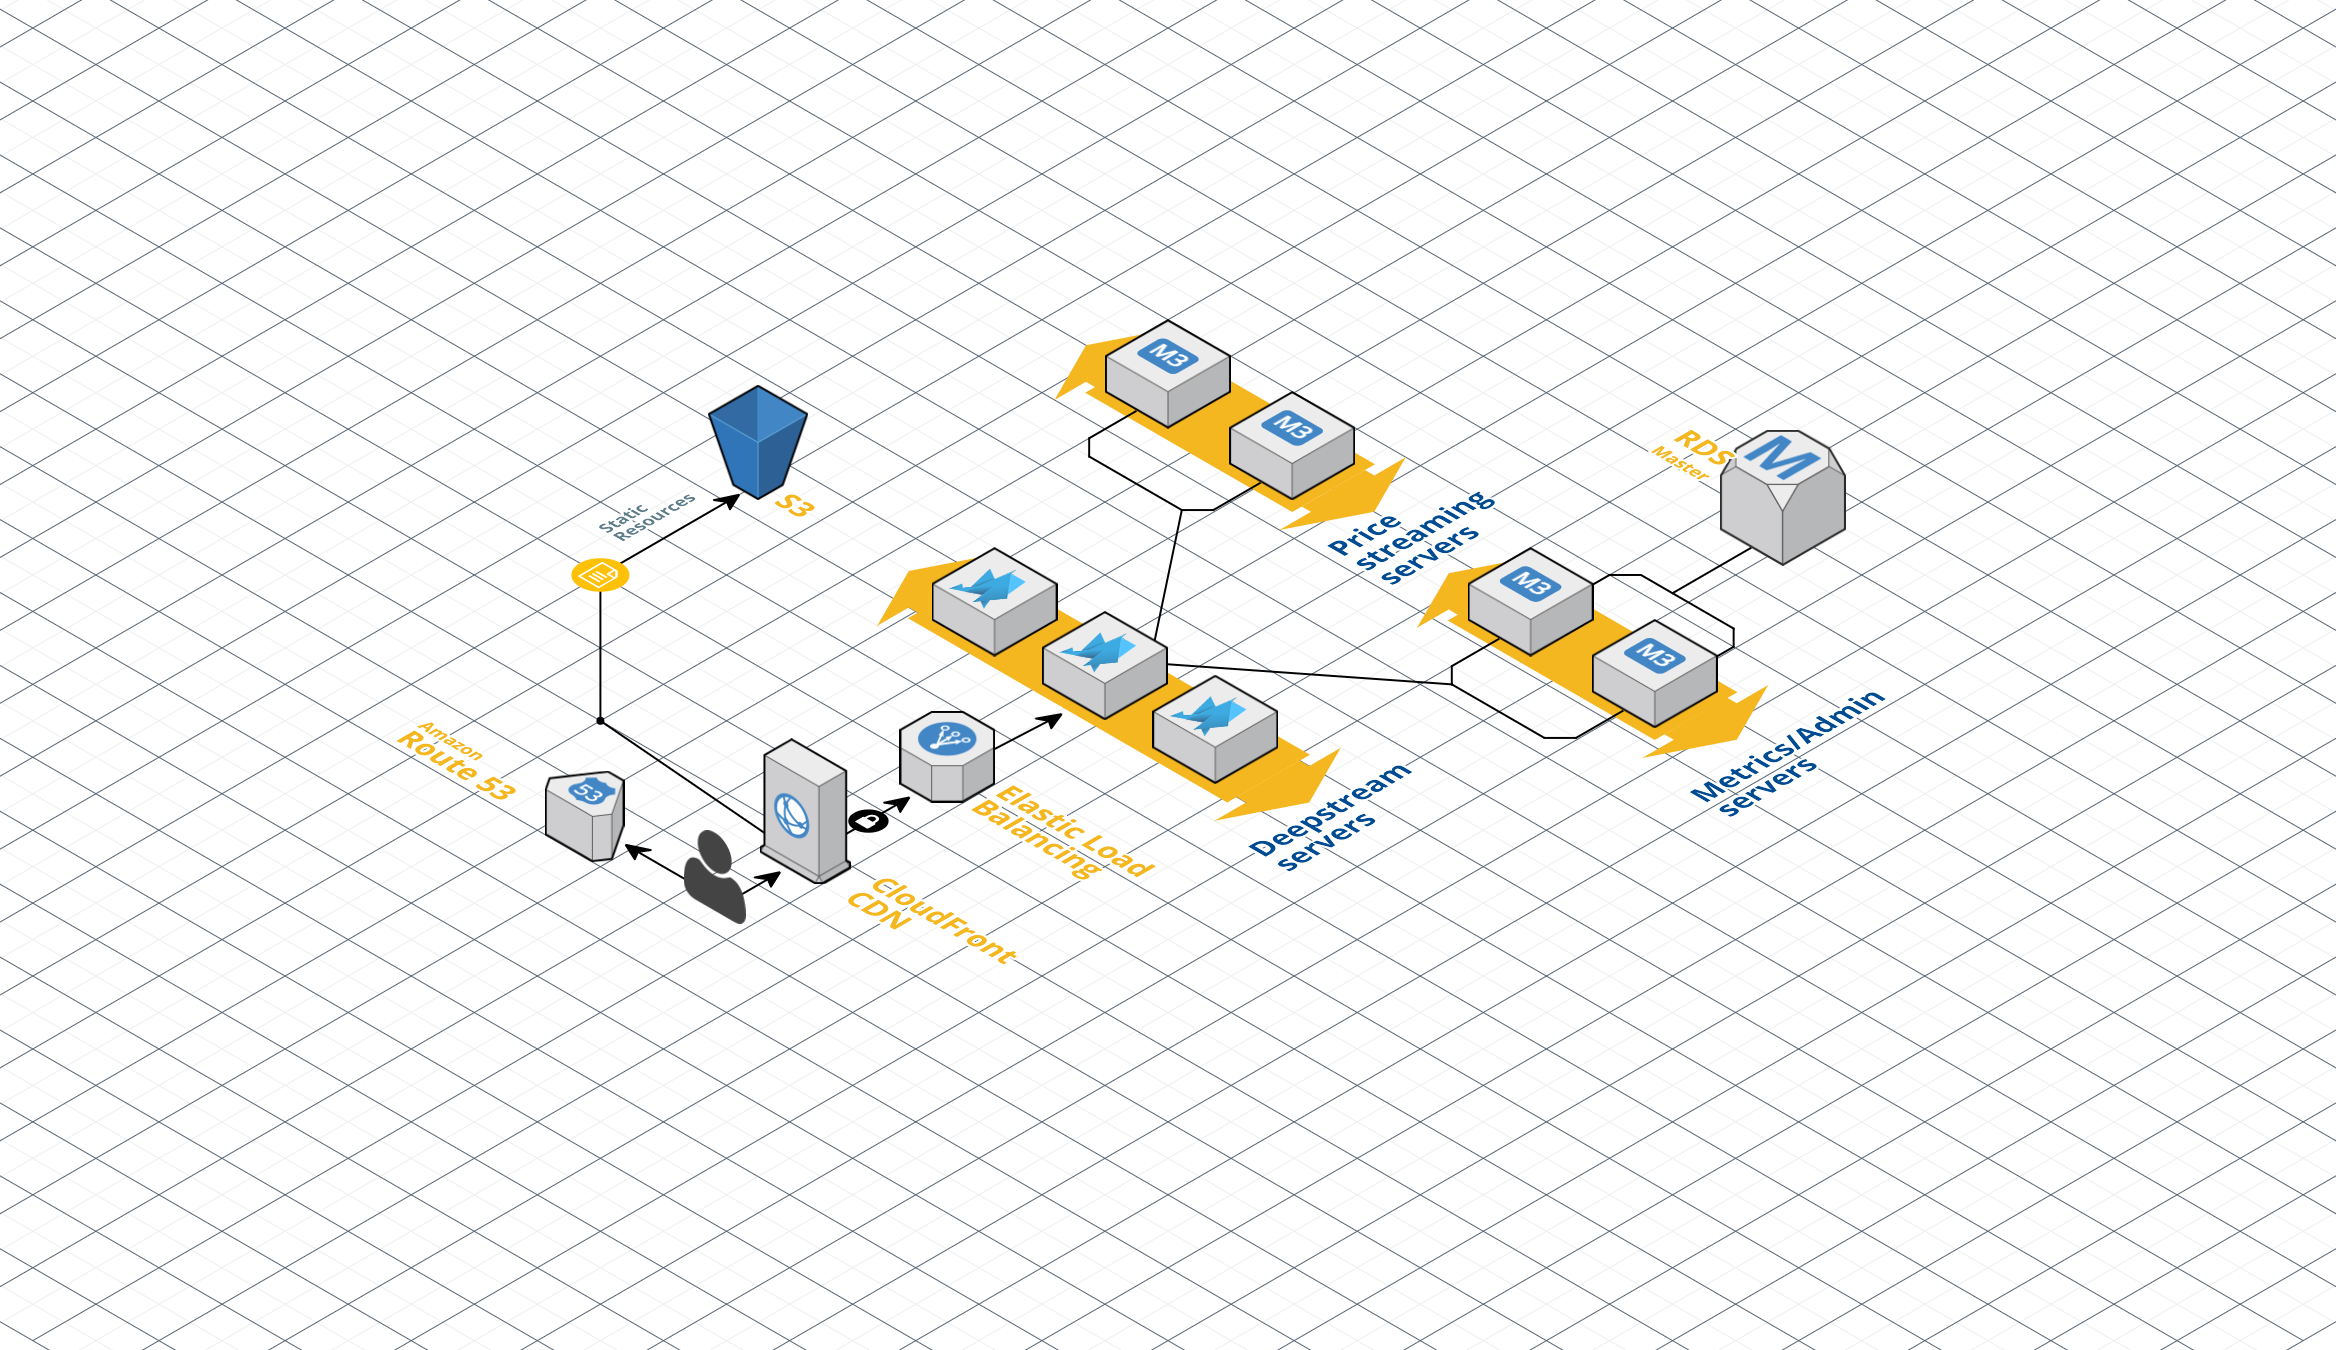 M3
M3
Price
streaming
servers
S3
Static
Resources
RDS
Master
M
M3
M3
Metrics/Admin
servers
Deepstream
servers
Amazon
Route 53
53
Elastic Load
Balancing
CloudFront
CDN